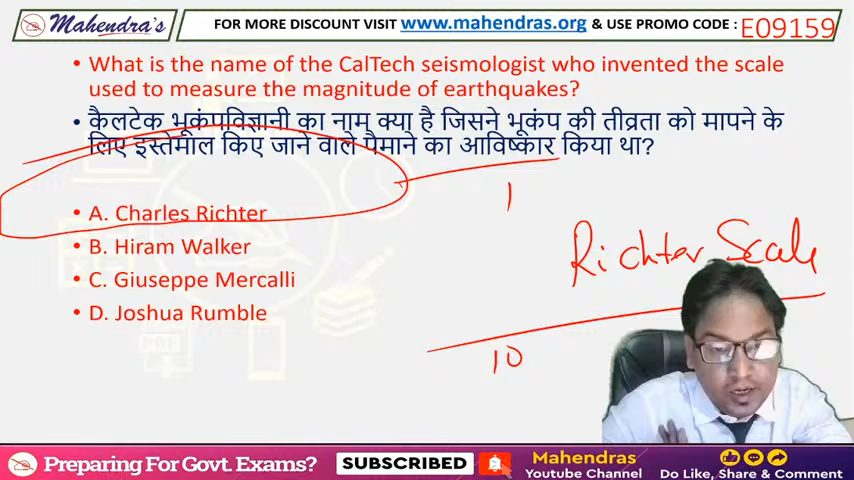 Mahendra's
FOR MORE DISCOUNT VISIT www.mahendras.org & USE PROMO CODE : E09159
• What is the name of the CalTech seismologist who invented the scale
used to measure the magnitude of earthquakes?
• कैलटेक भूकंपविज्ञानी का नाम क्या है जिसने भूकंप की तीव्रता को मापने के
लिए इस्तेमाल किए जाने वाले पैमाने का आविष्कार किया था?
• A. Charles Richter
• B. Hiram Walker
• C. Giuseppe Mercalli
• D. Joshua Rumble
1
Richter Scale
10
Preparing For Govt. Exams?
SUBSCRIBED
Mahendras
Youtube Channel
Do Like, Share & Comment